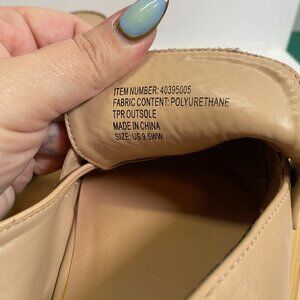 ITEM NUMBER: 40395005
FABRIC CONTENT: POLYURETHANE
TPR OUTSOLE
MADE IN CHINA
SIZE: US 9.5WW